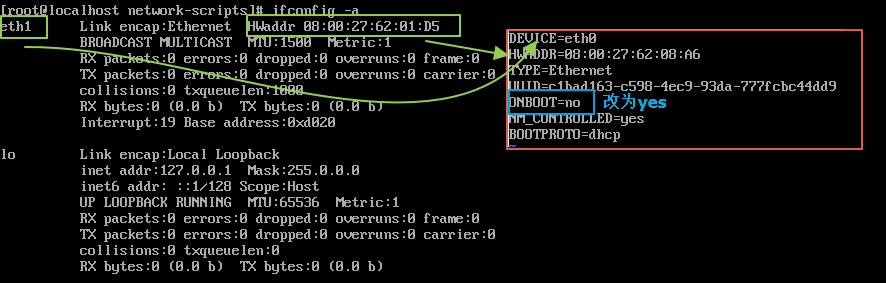 [root@localhost network-scripts]# ifconfig -a
eth1 Link encap:Ethernet HWaddr 08:00:27:62:01:D5
BROADCAST MULTICAST MTU:1500 Metric:1
RX packets:0 errors:0 dropped:0 overruns:0 frame:0
TX packets:0 errors:0 dropped:0 overruns:0 carrier:0
collisions:0 txqueuelen:1000
RX bytes:0 (0.0 b) TX bytes:0 (0.0 b)
Interrupt:19 Base address:0xd020
lo Link encap:Local Loopback
inet addr:127.0.0.1 Mask:255.0.0.0
inet6 addr: ::1/128 Scope:Host
UP LOOPBACK RUNNING MTU:65536 Metric:1
RX packets:0 errors:0 dropped:0 overruns:0 frame:0
TX packets:0 errors:0 dropped:0 overruns:0 carrier:0
collisions:0 txqueuelen:0
RX bytes:0 (0.0 b) TX bytes:0 (0.0 b)
DEVICE=eth0
HWADDR=08:00:27:62:08:A6
TYPE=Ethernet
UUID=c1bad163-c598-4ec9-93da-777fcbc44dd9
ONBOOT=no 改为yes
NM_CONTROLLED=yes
BOOTPROTO=dhcp
~